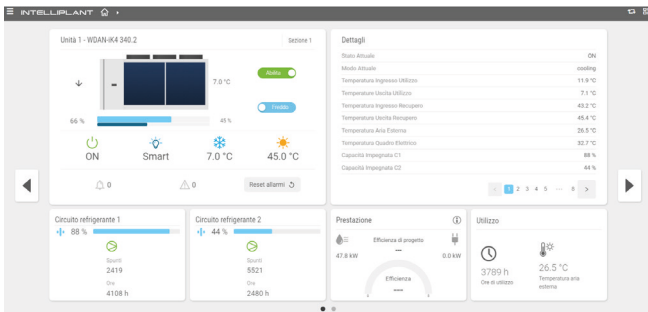 INTELLIPLANT
Unità 1 - WDAN-iK4 340.2
Sezione 1
7.0 °C
Abilita
Freddo
66 %
45 %
ON
Smart
7.0 °C
45.0 °C
0
0
Reset allarmi
Dettagli
Stato Attuale ON
Modo Attuale cooling
Temperatura Ingresso Utilizzo 11.9 °C
Temperature Uscita Utilizzo 7.1 °C
Temperatura Ingresso Recupero 43.2 °C
Temperatura Uscita Recupero 45.4 °C
Temperatura Aria Esterna 26.5 °C
Temperatura Quadro Elettrico 32.7 °C
Capacità Impegnata C1 88 %
Capacità Impegnata C2 44 %
< 1 2 3 4 5 ··· 8 >
Circuito refrigerante 1
88 %
Spunti
2419
Ore
4108 h
Circuito refrigerante 2
44 %
Spunti
5521
Ore
2480 h
Prestazione
Efficienza di progetto
---
47.8 kW
0.0 kW
Efficienza
----
Utilizzo
3789 h
Ore di utilizzo
26.5 °C
Temperatura aria
esterna